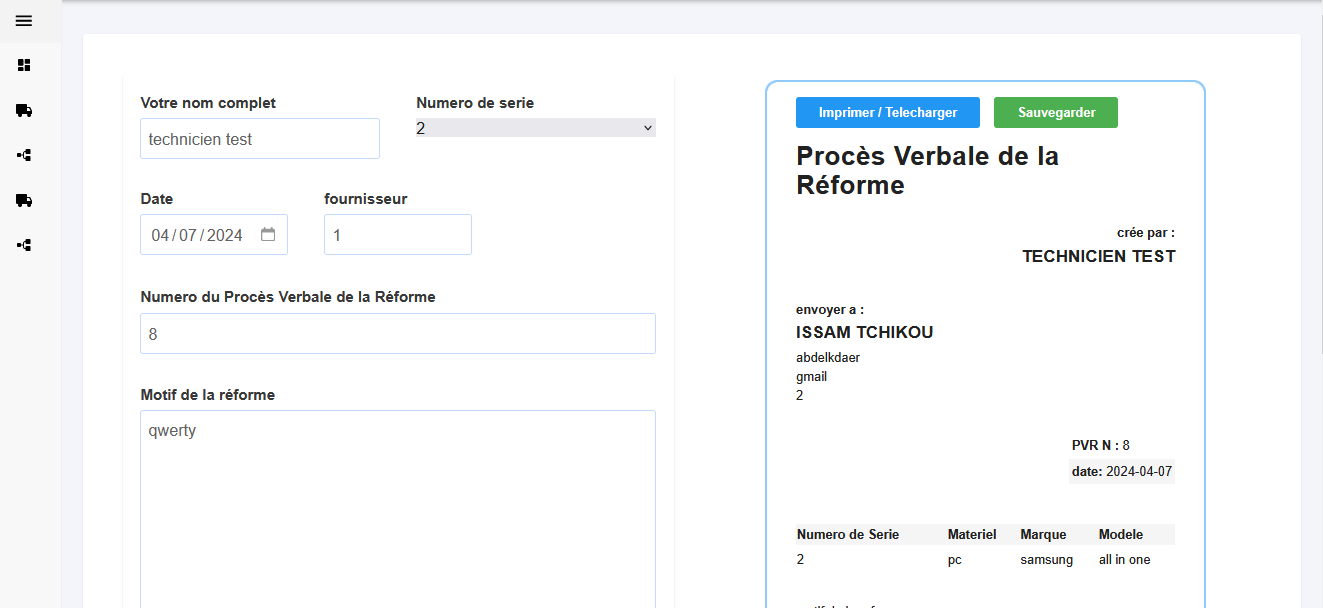 Votre nom complet
Numero de serie
technicien test
2
Date
fournisseur
04/07/2024
1
Numero du Procès Verbale de la Réforme
8
Motif de la réforme
qwerty
Imprimer / Telecharger
Sauvegarder
Procès Verbale de la
Réforme
crée par :
TECHNICIEN TEST
envoyer a :
ISSAM TCHIKOU
abdelkdaer
gmail
2
PVR N : 8
date: 2024-04-07
Numero de Serie Materiel Marque Modele
2 pc samsung all in one